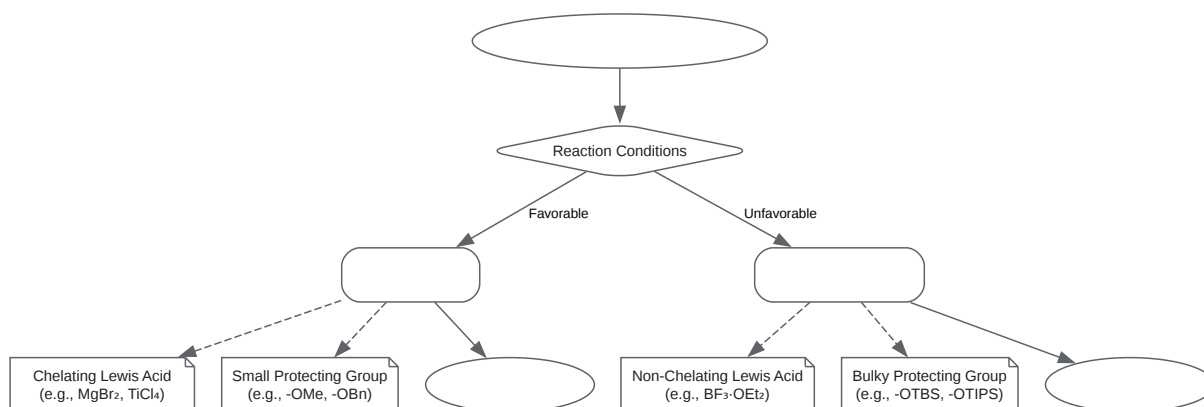 Reaction Conditions
Favorable
Unfavorable
Chelating Lewis Acid
(e.g., MgBr₂, TiCl₄)
Small Protecting Group
(e.g., -OMe, -OBn)
Non-Chelating Lewis Acid
(e.g., BF₃·OEt₂)
Bulky Protecting Group
(e.g., -OTBS, -OTIPS)